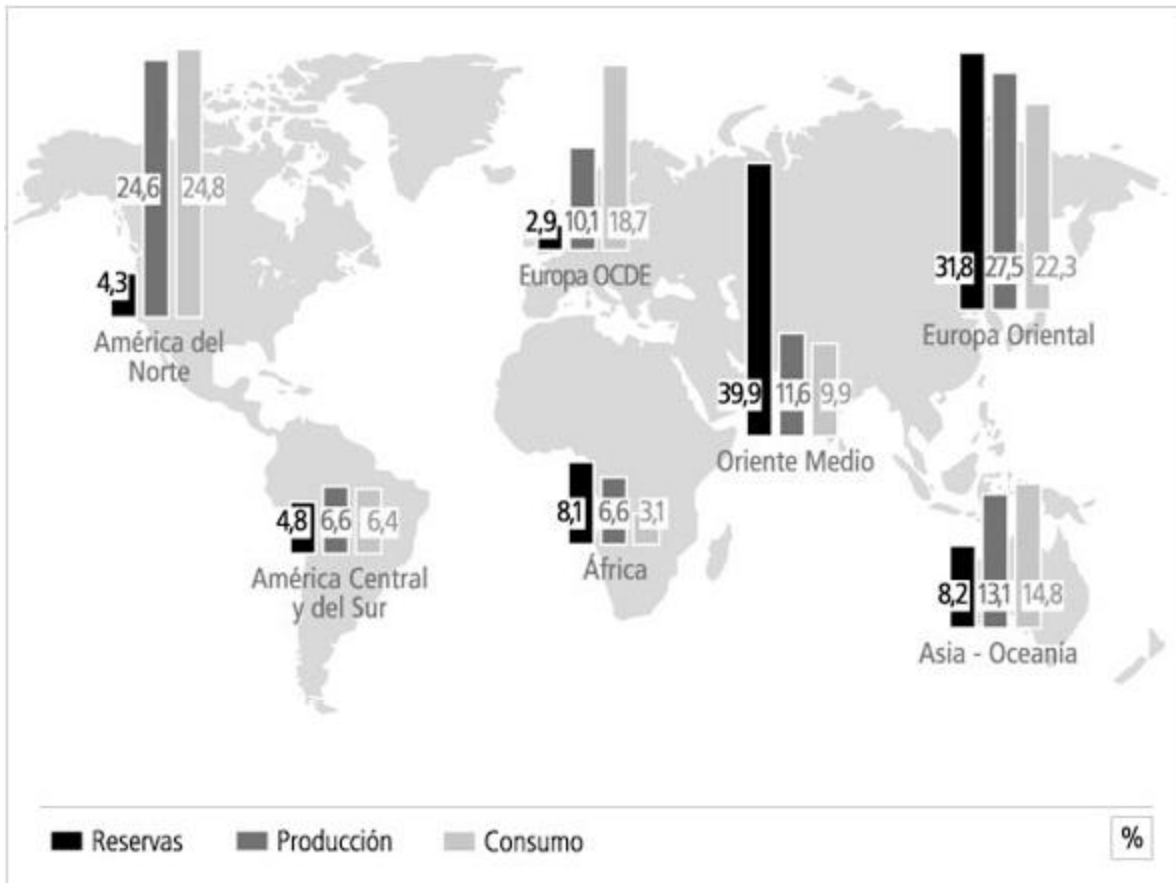 24,6 24,8
4,3
América del
Norte
2,9 10,1 18,7
Europa OCDE
31,8 27,5 22,3
Europa Oriental
39,9 11,6 9,9
Oriente Medio
4,8 6,6 6,4
América Central
y del Sur
8,1 6,6 3,1
África
8,2 13,1 14,8
Asia - Oceanía
Reservas Producción Consumo %